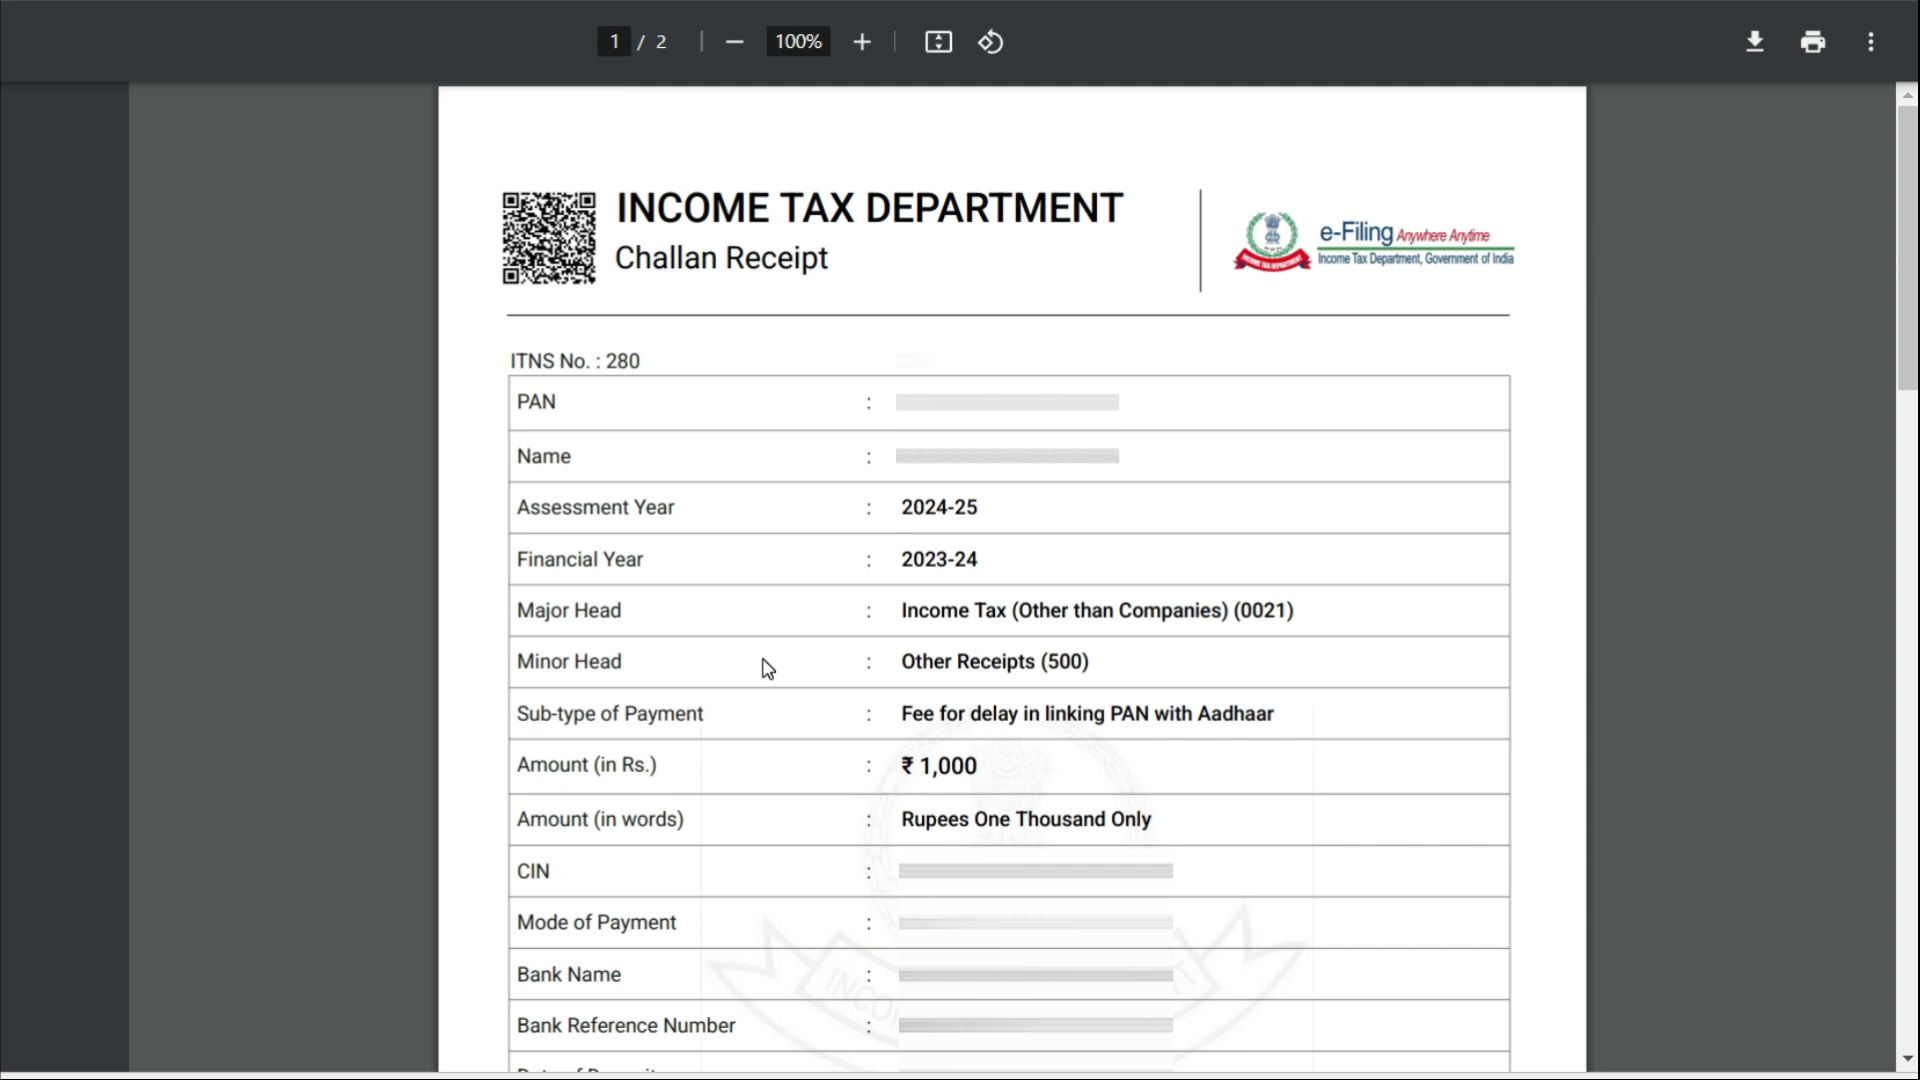 1 / 2 100%
INCOME TAX DEPARTMENT
Challan Receipt
e-Filing Anywhere Anytime
Income Tax Department, Government of India
INCOME TAX DEPARTMENT
ITNS No. : 280
PAN :
Name :
Assessment Year : 2024-25
Financial Year : 2023-24
Major Head : Income Tax (Other than Companies) (0021)
Minor Head : Other Receipts (500)
Sub-type of Payment : Fee for delay in linking PAN with Aadhaar
Amount (in Rs.) : ₹ 1,000
Amount (in words) : Rupees One Thousand Only
CIN :
Mode of Payment :
Bank Name :
Bank Reference Number :